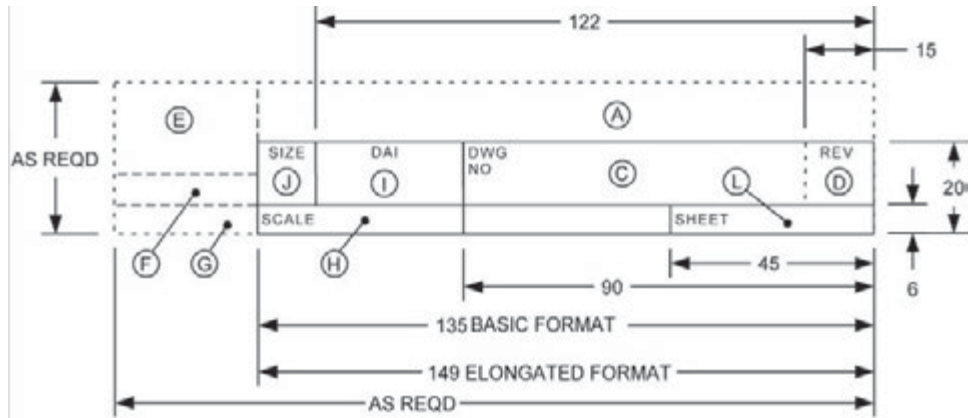 122
15
E
A
AS REQD
SIZE
DAI
DWG
NO
REV
J
I
C
L
D
200
SCALE
SHEET
F
G
H
45
90
6
135 BASIC FORMAT
149 ELONGATED FORMAT
AS REQD